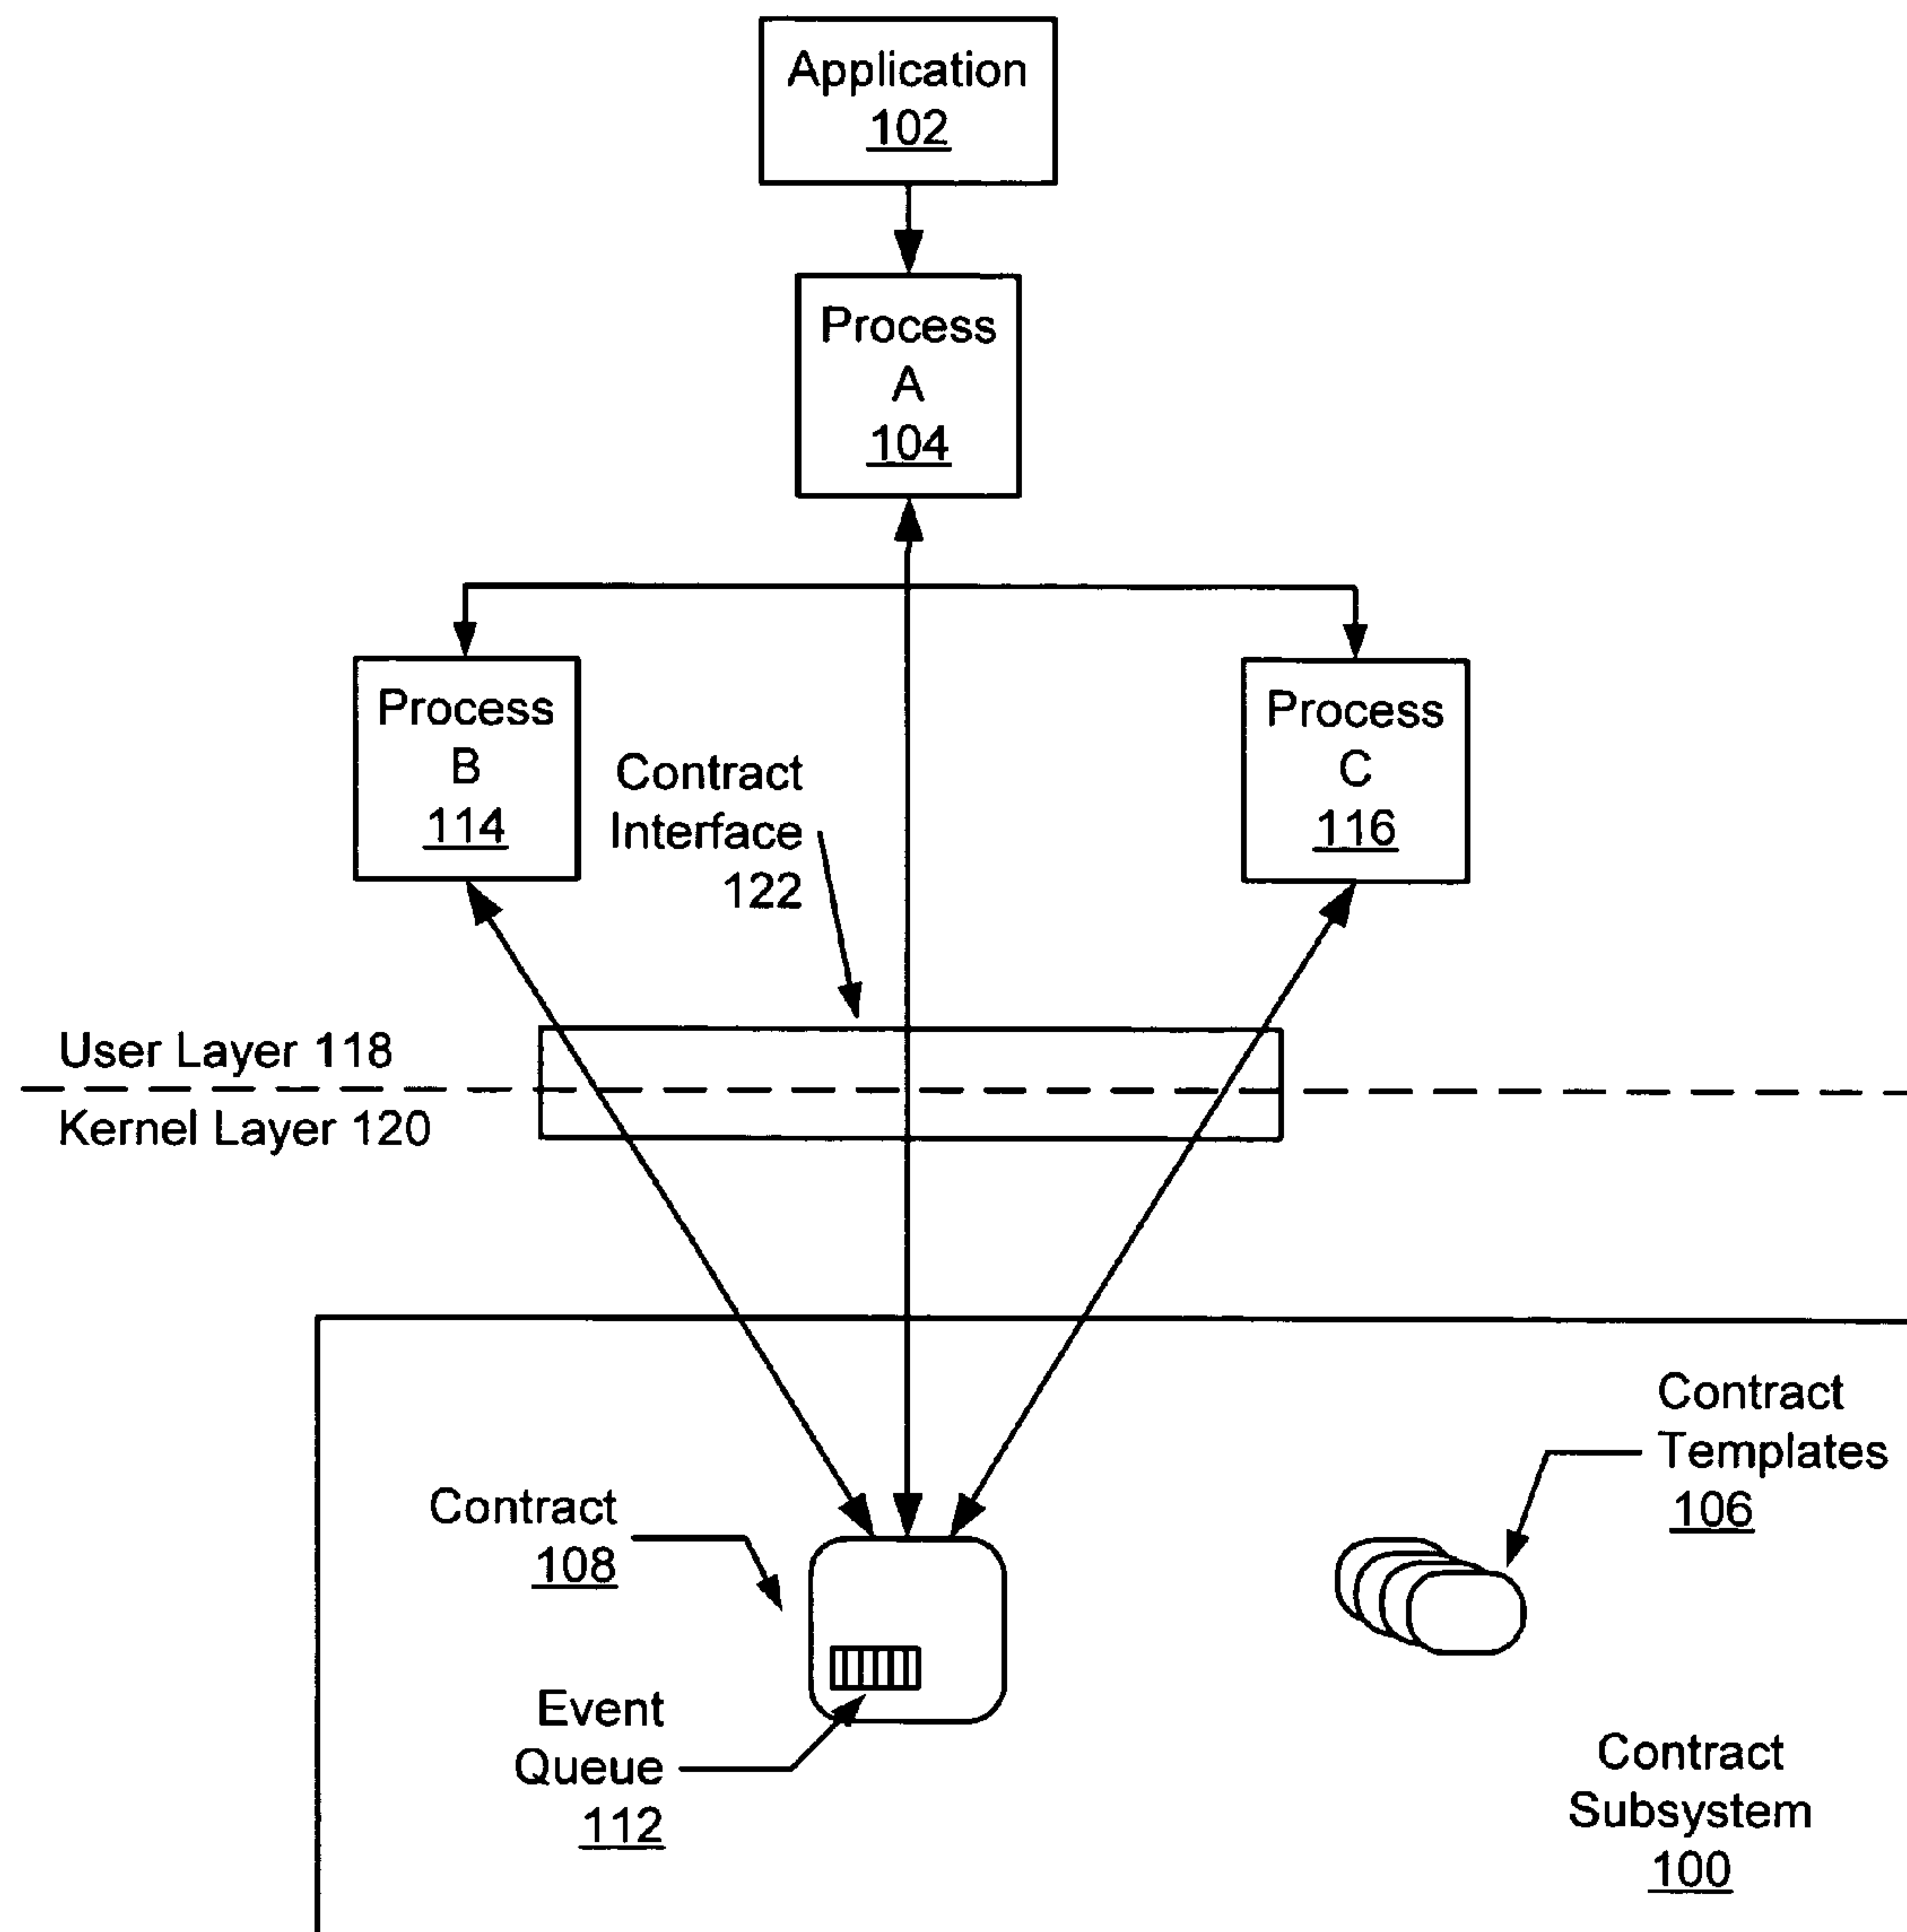 Application
102
Process
A
104
Process
B
114
Contract
Interface
122
Process
C
116
User Layer 118
Kernel Layer 120
Contract
Templates
106
Contract
108
Event
Queue
112
Contract
Subsystem
100